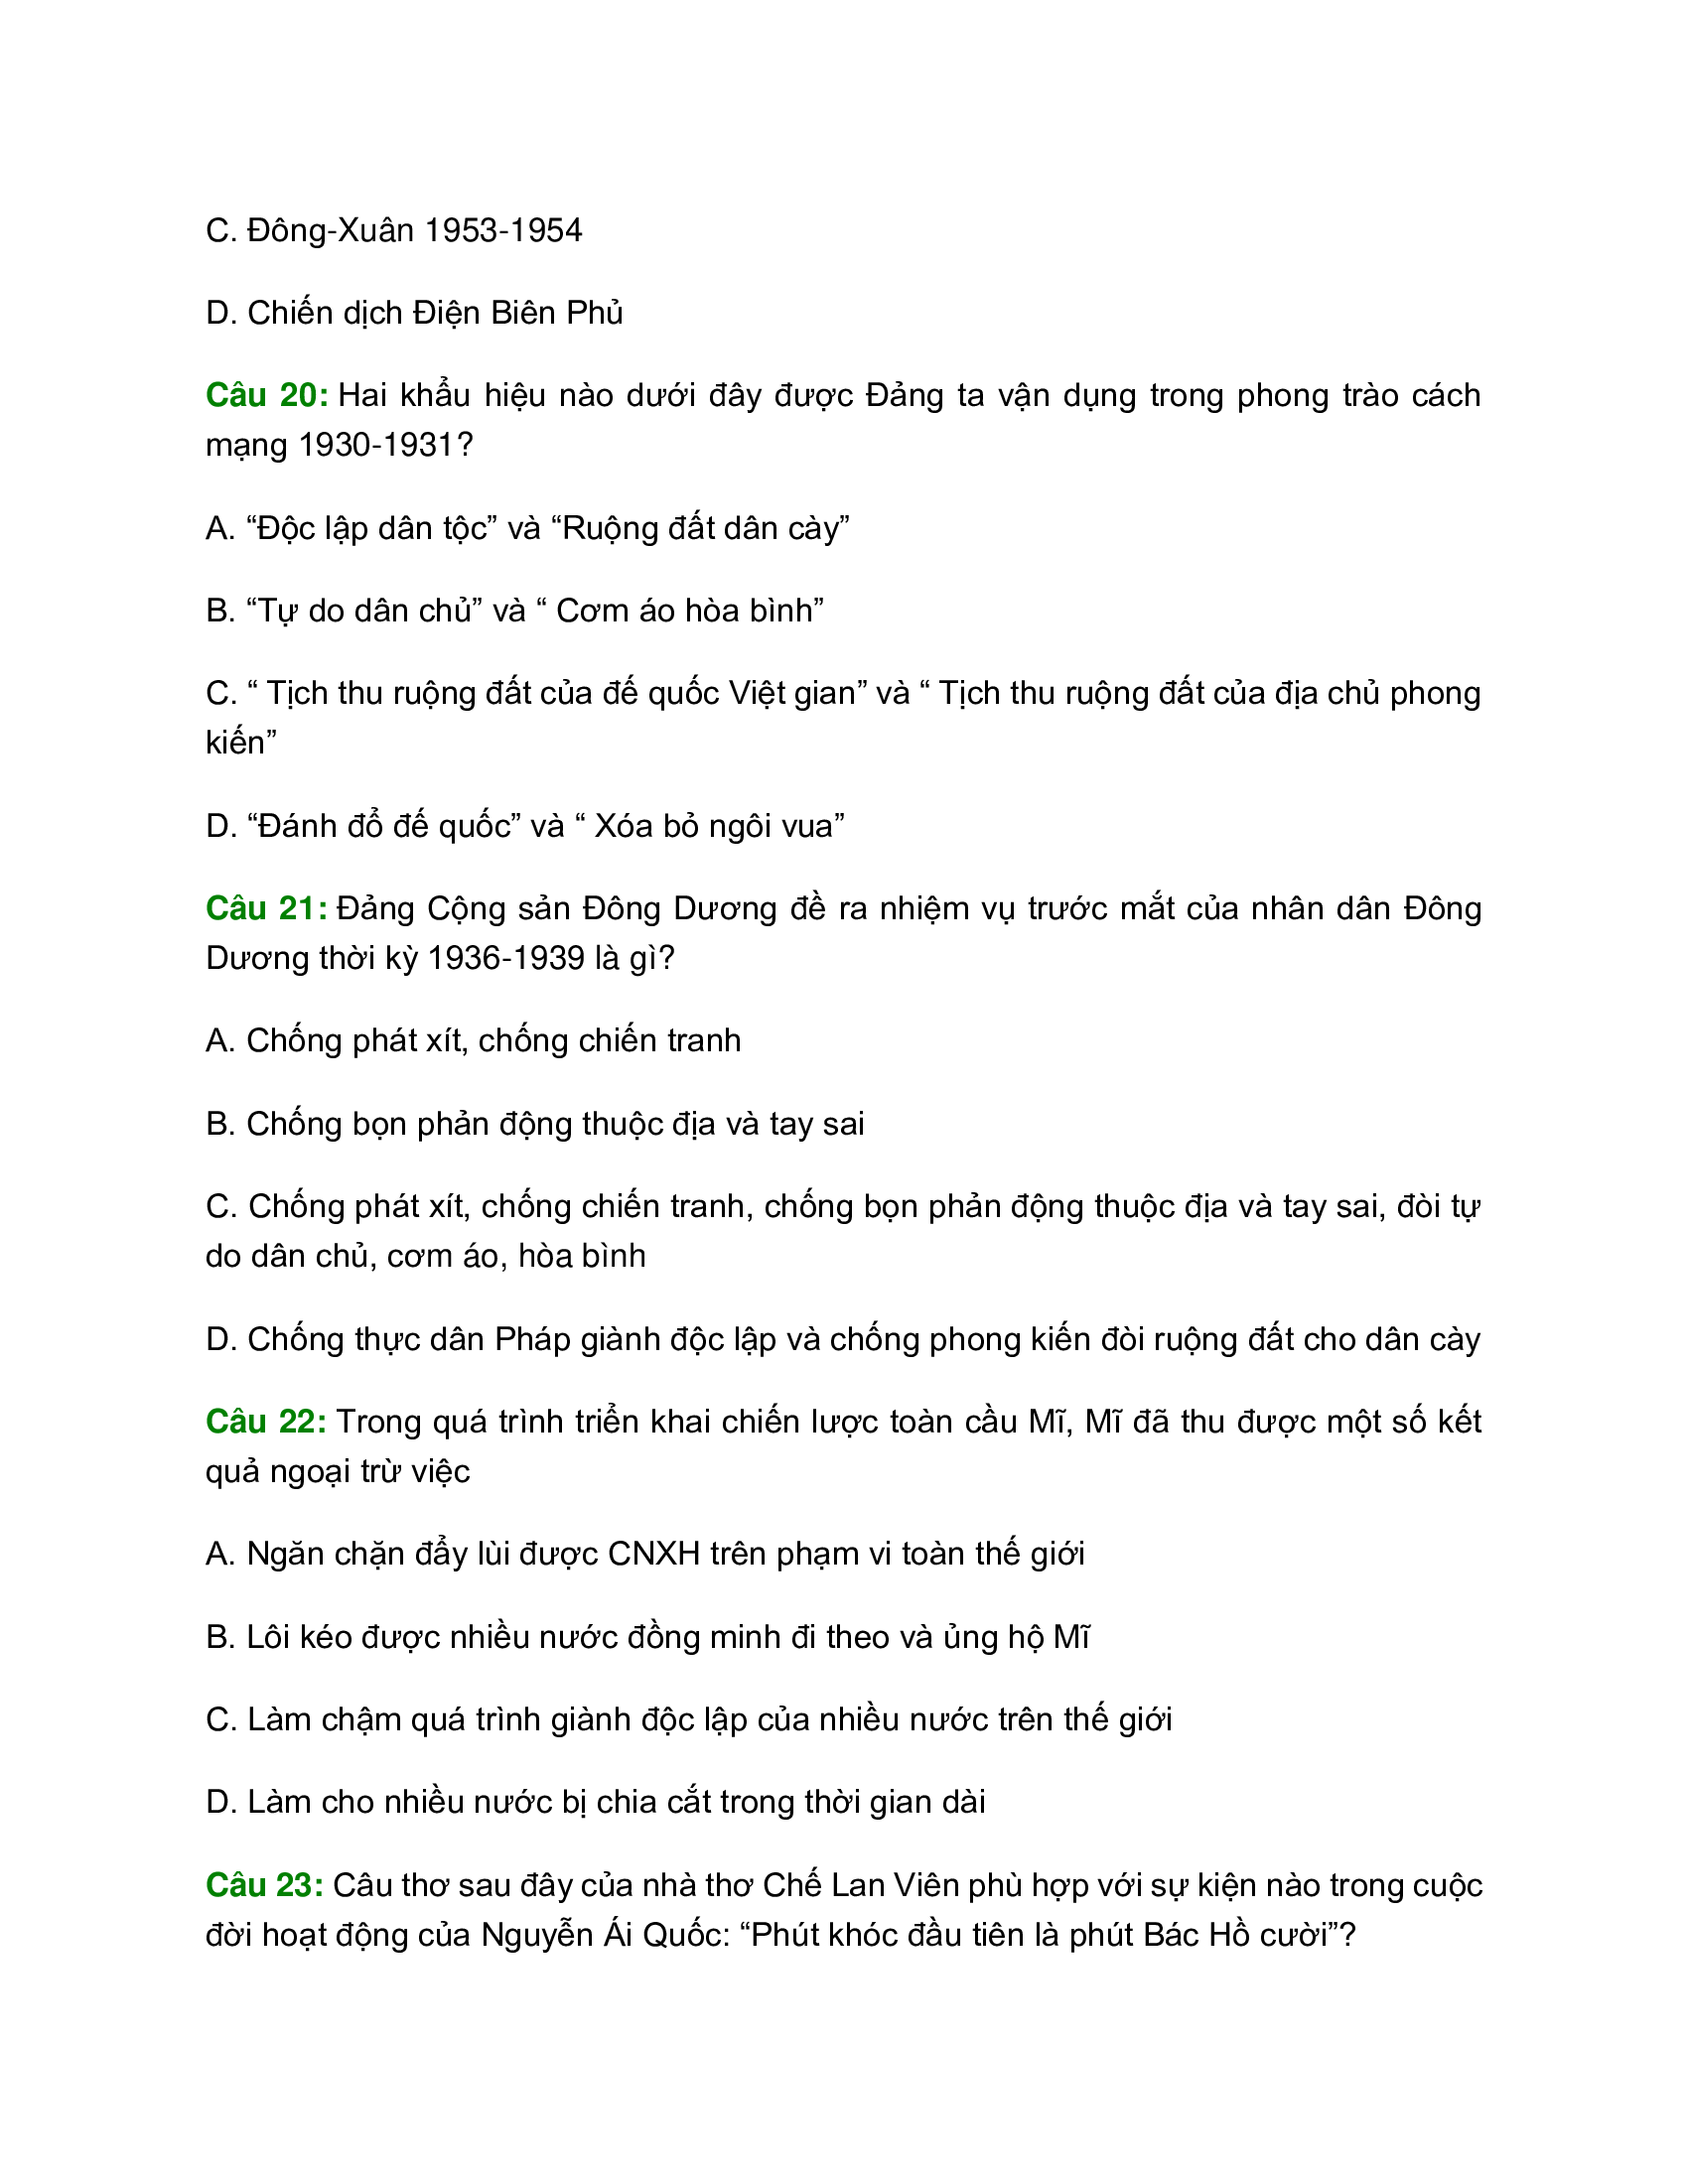 C. Đông-Xuân 1953-1954
D. Chiến dịch Điện Biên Phủ
Câu 20: Hai khẩu hiệu nào dưới đây được Đảng ta vận dụng trong phong trào cách
mạng 1930-1931?
A. “Độc lập dân tộc” và “Ruộng đất dân cày”
B. “Tự do dân chủ” và “ Cơm áo hòa bình”
C. “ Tịch thu ruộng đất của đế quốc Việt gian” và “ Tịch thu ruộng đất của địa chủ phong
kiến”
D. “Đánh đổ đế quốc” và “ Xóa bỏ ngôi vua”
Câu 21: Đảng Cộng sản Đông Dương đề ra nhiệm vụ trước mắt của nhân dân Đông
Dương thời kỳ 1936-1939 là gì?
A. Chống phát xít, chống chiến tranh
B. Chống bọn phản động thuộc địa và tay sai
C. Chống phát xít, chống chiến tranh, chống bọn phản động thuộc địa và tay sai, đòi tự
do dân chủ, cơm áo, hòa bình
D. Chống thực dân Pháp giành độc lập và chống phong kiến đòi ruộng đất cho dân cày
Câu 22: Trong quá trình triển khai chiến lược toàn cầu Mĩ, Mĩ đã thu được một số kết
quả ngoại trừ việc
A. Ngăn chặn đẩy lùi được CNXH trên phạm vi toàn thế giới
B. Lôi kéo được nhiều nước đồng minh đi theo và ủng hộ Mĩ
C. Làm chậm quá trình giành độc lập của nhiều nước trên thế giới
D. Làm cho nhiều nước bị chia cắt trong thời gian dài
Câu 23: Câu thơ sau đây của nhà thơ Chế Lan Viên phù hợp với sự kiện nào trong cuộc
đời hoạt động của Nguyễn Ái Quốc: “Phút khóc đầu tiên là phút Bác Hồ cười”?